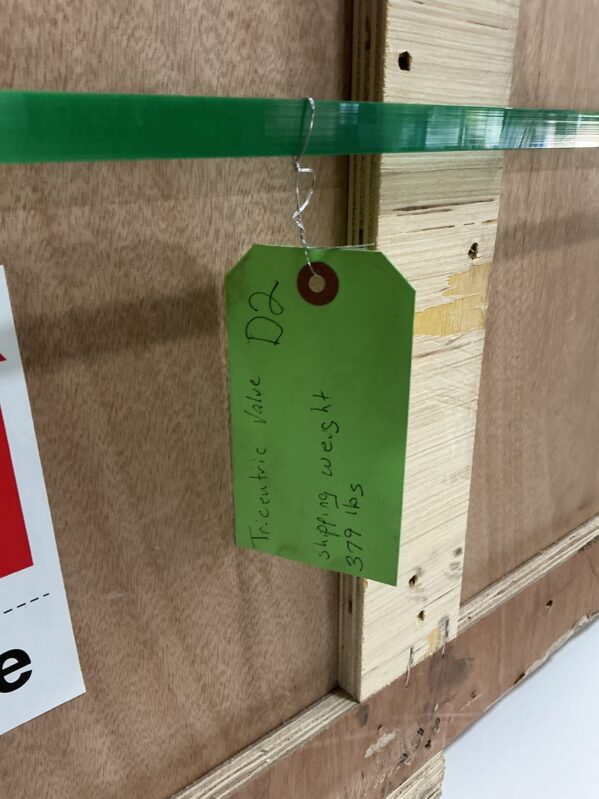 Tricentric Valve D2
shipping weight
379 lbs
e